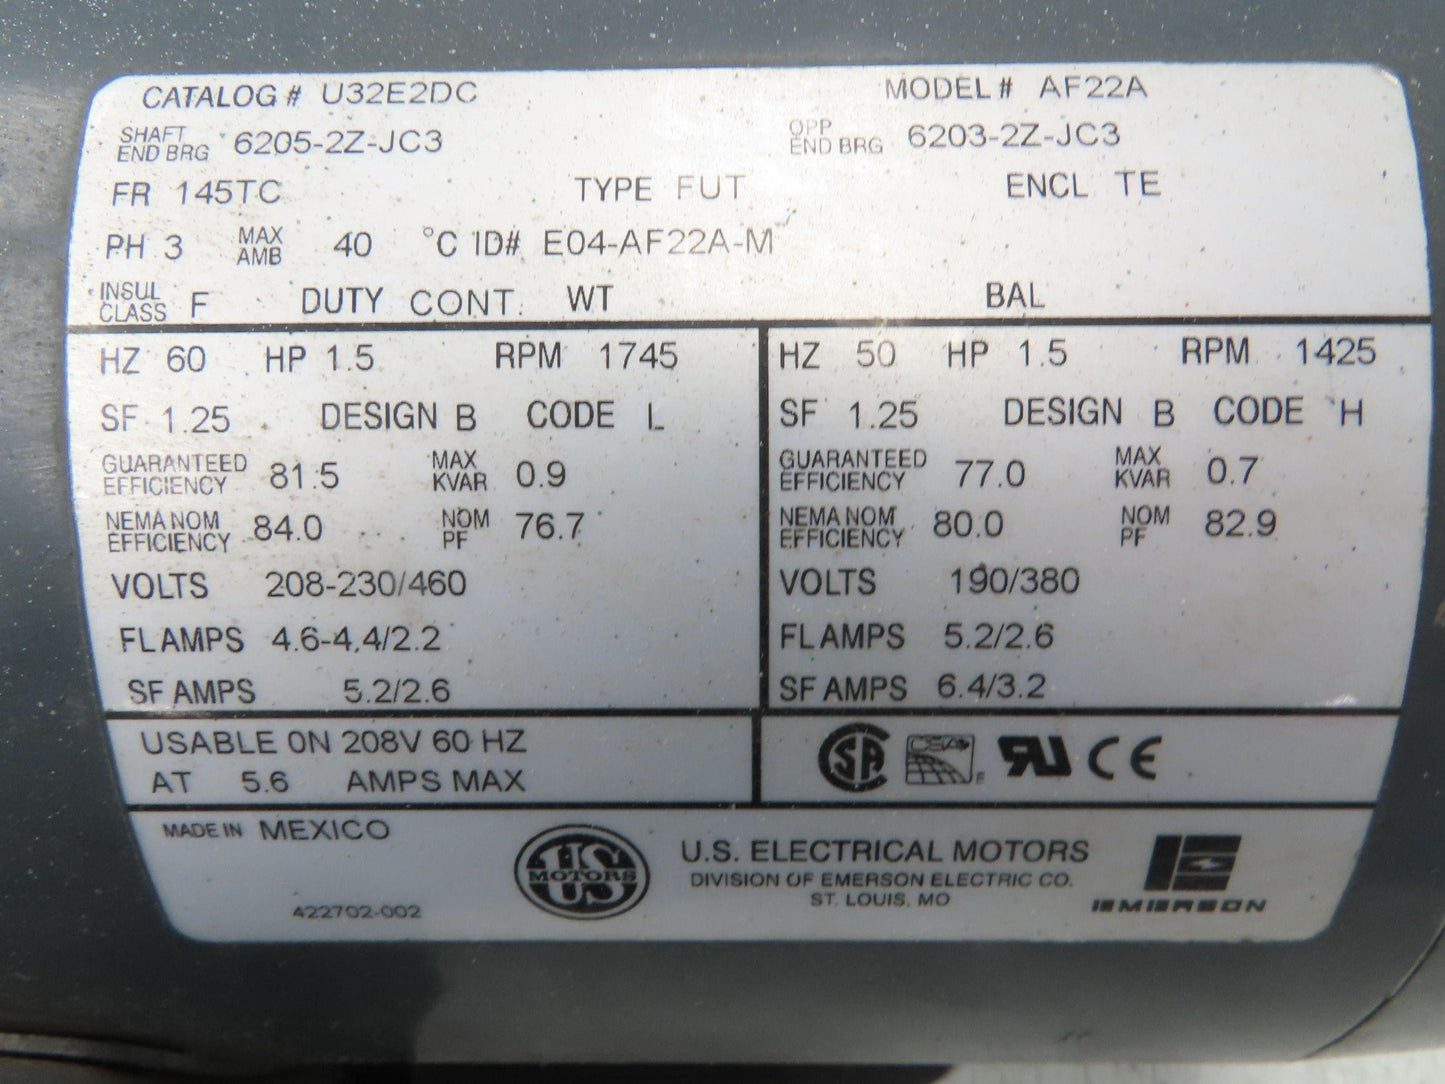 CATALOG # U32E2DC MODEL # AF22A
SHAFT END BRG 6205-2Z-JC3 OPP END BRG 6203-2Z-JC3
FR 145TC TYPE FUT ENCL TE
PH 3 MAX AMB 40 °C ID# E04-AF22A-M
INSUL CLASS F DUTY CONT. WT BAL
HZ 60 HP 1.5 RPM 1745
SF 1.25 DESIGN B CODE L
GUARANTEED EFFICIENCY 81.5 MAX KVAR 0.9
NEMA NOM EFFICIENCY 84.0 NOM PF 76.7
VOLTS 208-230/460
FL AMPS 4.6-4.4/2.2
SF AMPS 5.2/2.6
HZ 50 HP 1.5 RPM 1425
SF 1.25 DESIGN B CODE H
GUARANTEED EFFICIENCY 77.0 MAX KVAR 0.7
NEMA NOM EFFICIENCY 80.0 NOM PF 82.9
VOLTS 190/380
FL AMPS 5.2/2.6
SF AMPS 6.4/3.2
USABLE ON 208V 60 HZ
AT 5.6 AMPS MAX
SA CSA RU CE
MADE IN MEXICO
422702-002
US MOTORS
U.S. ELECTRICAL MOTORS
DIVISION OF EMERSON ELECTRIC CO.
ST. LOUIS, MO
EMERSON